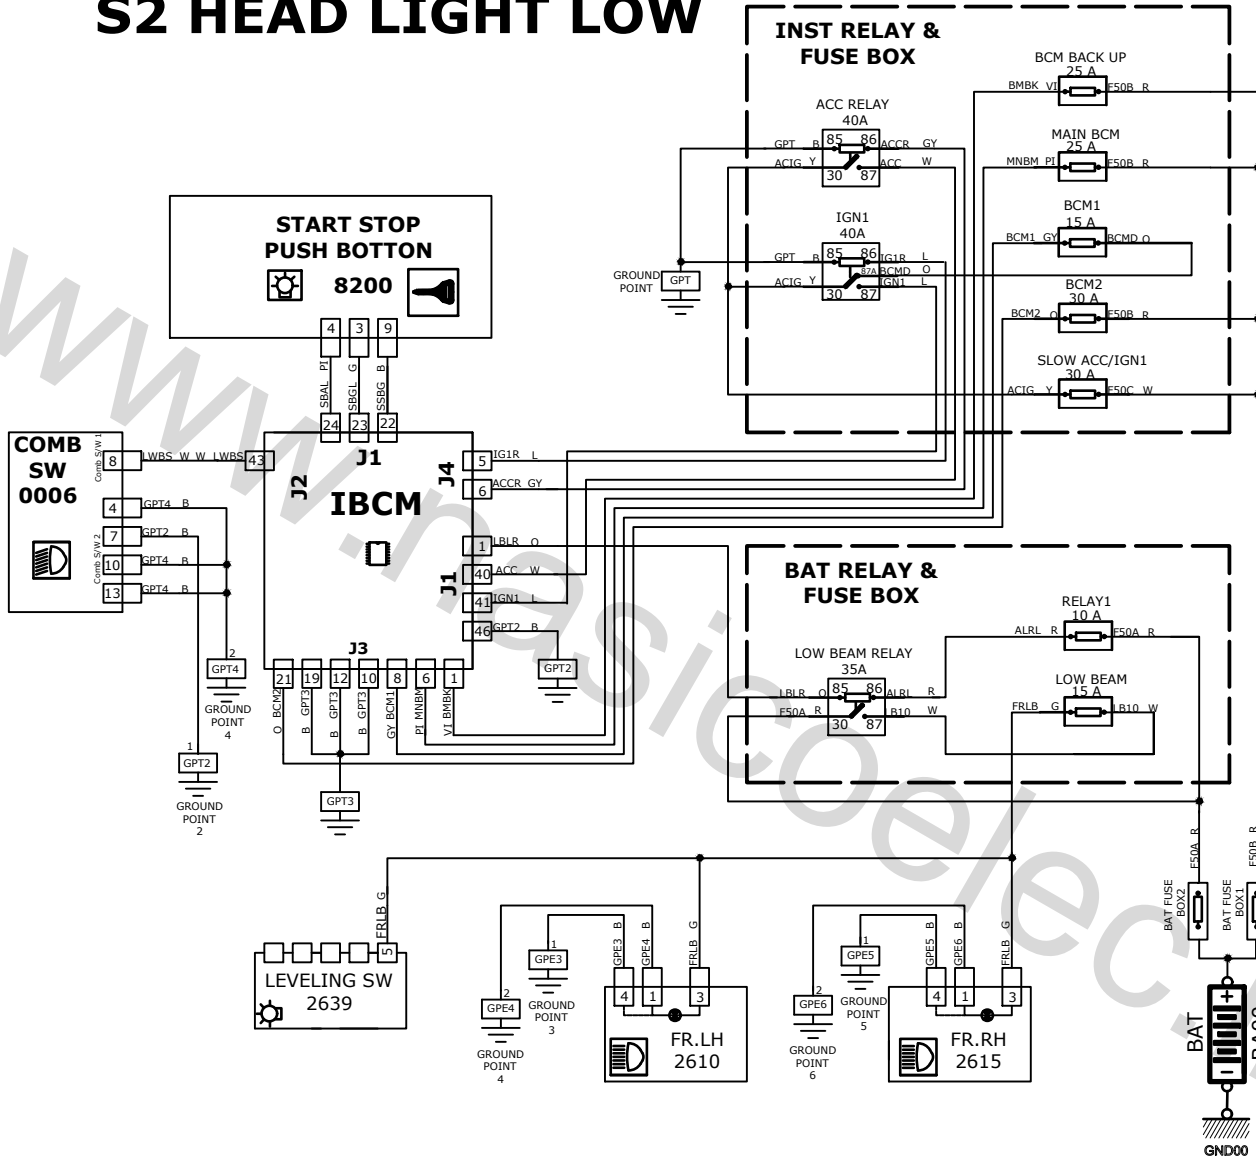 S2 HEAD LIGHT LOW
INST RELAY &
FUSE BOX
BCM BACK UP
25 A
BMBK VI
F50B R
ACC RELAY
40A
85 86
GPT B
ACCR GY
ACIG Y
ACC W
30 87
MAIN BCM
25 A
MNBM PI
F50B R
BCM1
15 A
BCM1 GY
BCMD O
IGN1
40A
85 86
GPT B
IG1R L
87A BCMD O
ACIG Y
IGN1 L
30 87
GROUND
POINT
GPT
BCM2
30 A
BCM2 O
F50B R
SLOW ACC/IGN1
30 A
ACIG Y
F50C W
START STOP
PUSH BOTTON
8200
4 3 9
SBAL PI
SBGL G
SSBG B
24 23 22
J1
COMB
SW
0006
Comb S/W 1
8
LWBS W W LWBS
43
J2
IBCM
J4
5
IG1R L
6
ACCR GY
4
GPT4 B
7
GPT2 B
Comb S/W 2
10
GPT4 B
13
GPT4 B
1
LBLR O
40
ACC W
J1
41
IGN1 L
46
GPT2 B
GPT2
J3
21 19 12 10 8 6 1
O BCM2
B GPT3
B GPT3
B GPT3
GY BCM1
PI MNBM
VI BMBK
2
GPT4
GROUND
POINT
4
1
GPT2
GROUND
POINT
2
GPT3
BAT RELAY &
FUSE BOX
RELAY1
10 A
ALRL R
F50A R
LOW BEAM RELAY
35A
85 86
LBLR O
ALRL R
F50A R
LB10 W
30 87
LOW BEAM
15 A
FRLB G
LB10 W
F50A R
F50B R
BAT FUSE
BOX2
BAT FUSE
BOX1
FRLB G
5
LEVELING SW
2639
GPE3 B
GPE4 B
FRLB G
1
GPE3
GROUND
POINT
3
2
GPE4
GROUND
POINT
4
4 1 3
FR.LH
2610
GPE5 B
GPE6 B
FRLB G
1
GPE5
GROUND
POINT
5
2
GPE6
GROUND
POINT
6
4 1 3
FR.RH
2615
BAT
+
-
GND00
www.nasicoelec.